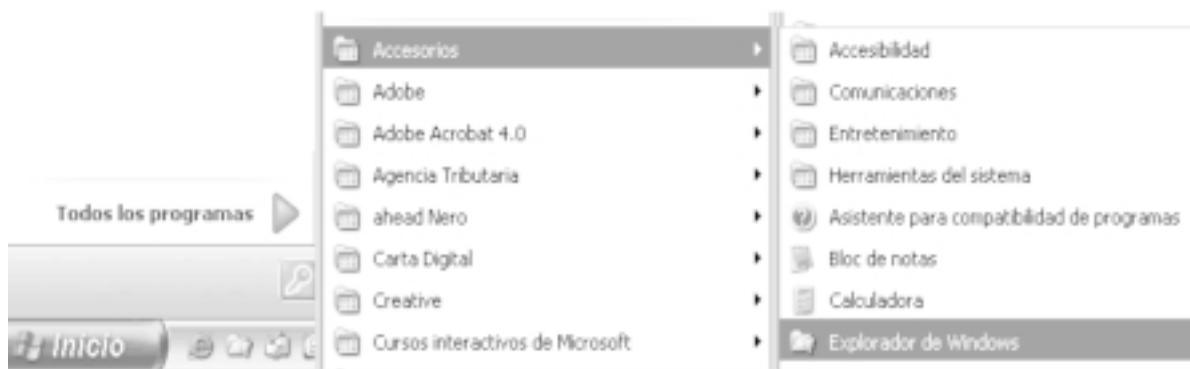 Todos los programas
Inicio
Accesorios
Adobe
Adobe Acrobat 4.0
Agencia Tributaria
ahead Nero
Carta Digital
Creative
Cursos interactivos de Microsoft
Accesibilidad
Comunicaciones
Entretenimiento
Herramientas del sistema
Asistente para compatibilidad de programas
Bloc de notas
Calculadora
Explorador de Windows